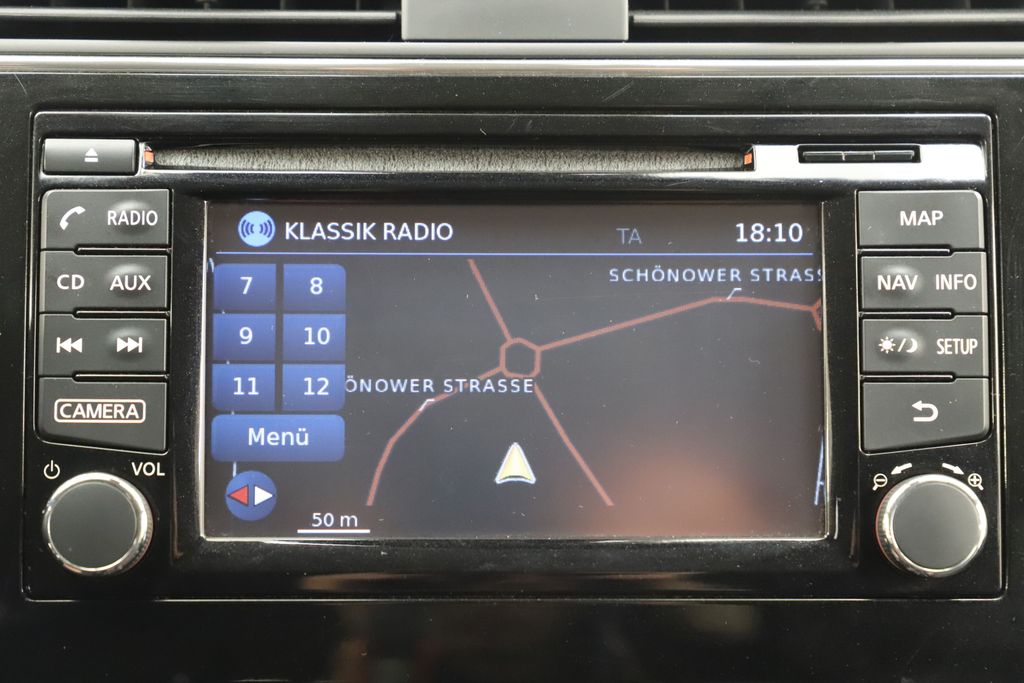 RADIO
CD AUX
CAMERA
VOL
KLASSIK RADIO TA 18:10
7 8
9 10
11 12
Menü
50 m
SCHÖNOWER STRASS
ÖNOWER STRASSE
MAP
NAV INFO
SETUP